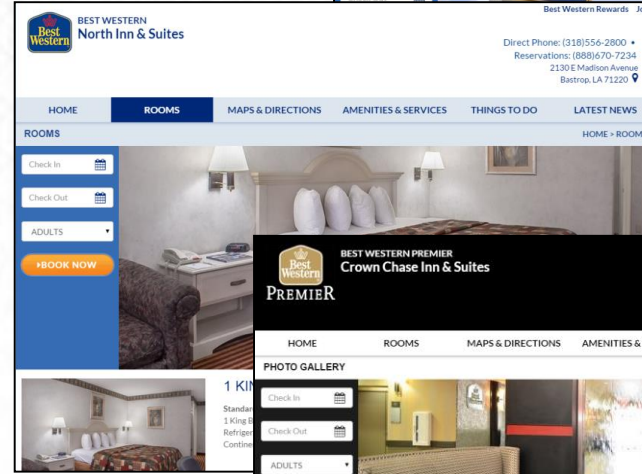 Best Western Rewards
BEST WESTERN
North Inn & Suites
Best
Western
Direct Phone: (318)556-2800 •
Reservations: (888)670-7234
2130 E Madison Avenue
Bastrop, LA 71220
HOME ROOMS MAPS & DIRECTIONS AMENITIES & SERVICES THINGS TO DO LATEST NEWS
ROOMS
HOME > ROOM
Check In
Check Out
ADULTS
▸BOOK NOW
1 KIN
Standar
1 King B
Refriger
Contine
Best
Western
PREMIER
BEST WESTERN PREMIER
Crown Chase Inn & Suites
HOME ROOMS MAPS & DIRECTIONS AMENITIES &
PHOTO GALLERY
Check In
Check Out
ADULTS